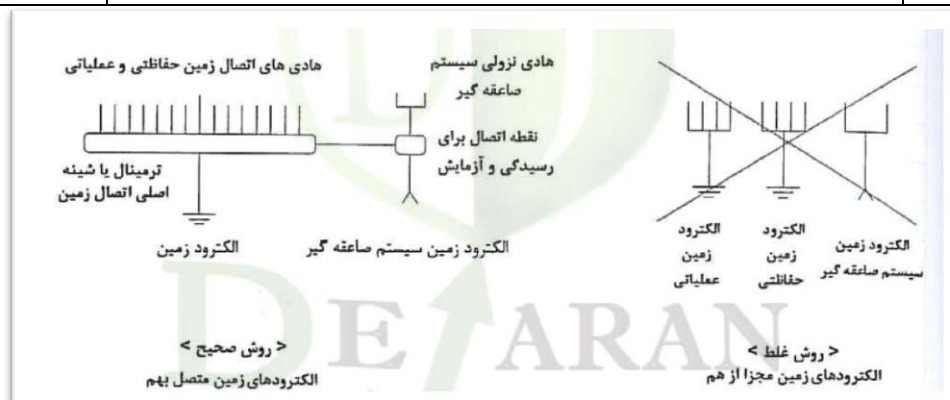 هادی های اتصال زمین حفاظتی و عملیاتی
هادی نزولی سیستم
صاعقه گیر
نقطه اتصال برای
رسیدگی و آزمایش
ترمینال یا شینه
اصلی اتصال زمین
الکترود زمین
الکترود زمین سیستم صاعقه گیر
< روش صحیح >
الکترودهای زمین متصل بهم
الکترود
زمین
عملیاتی
الکترود
زمین
حفاظتی
الکترود زمین
سیستم صاعقه گیر
< روش غلط >
الکترودهای زمین مجزا از هم